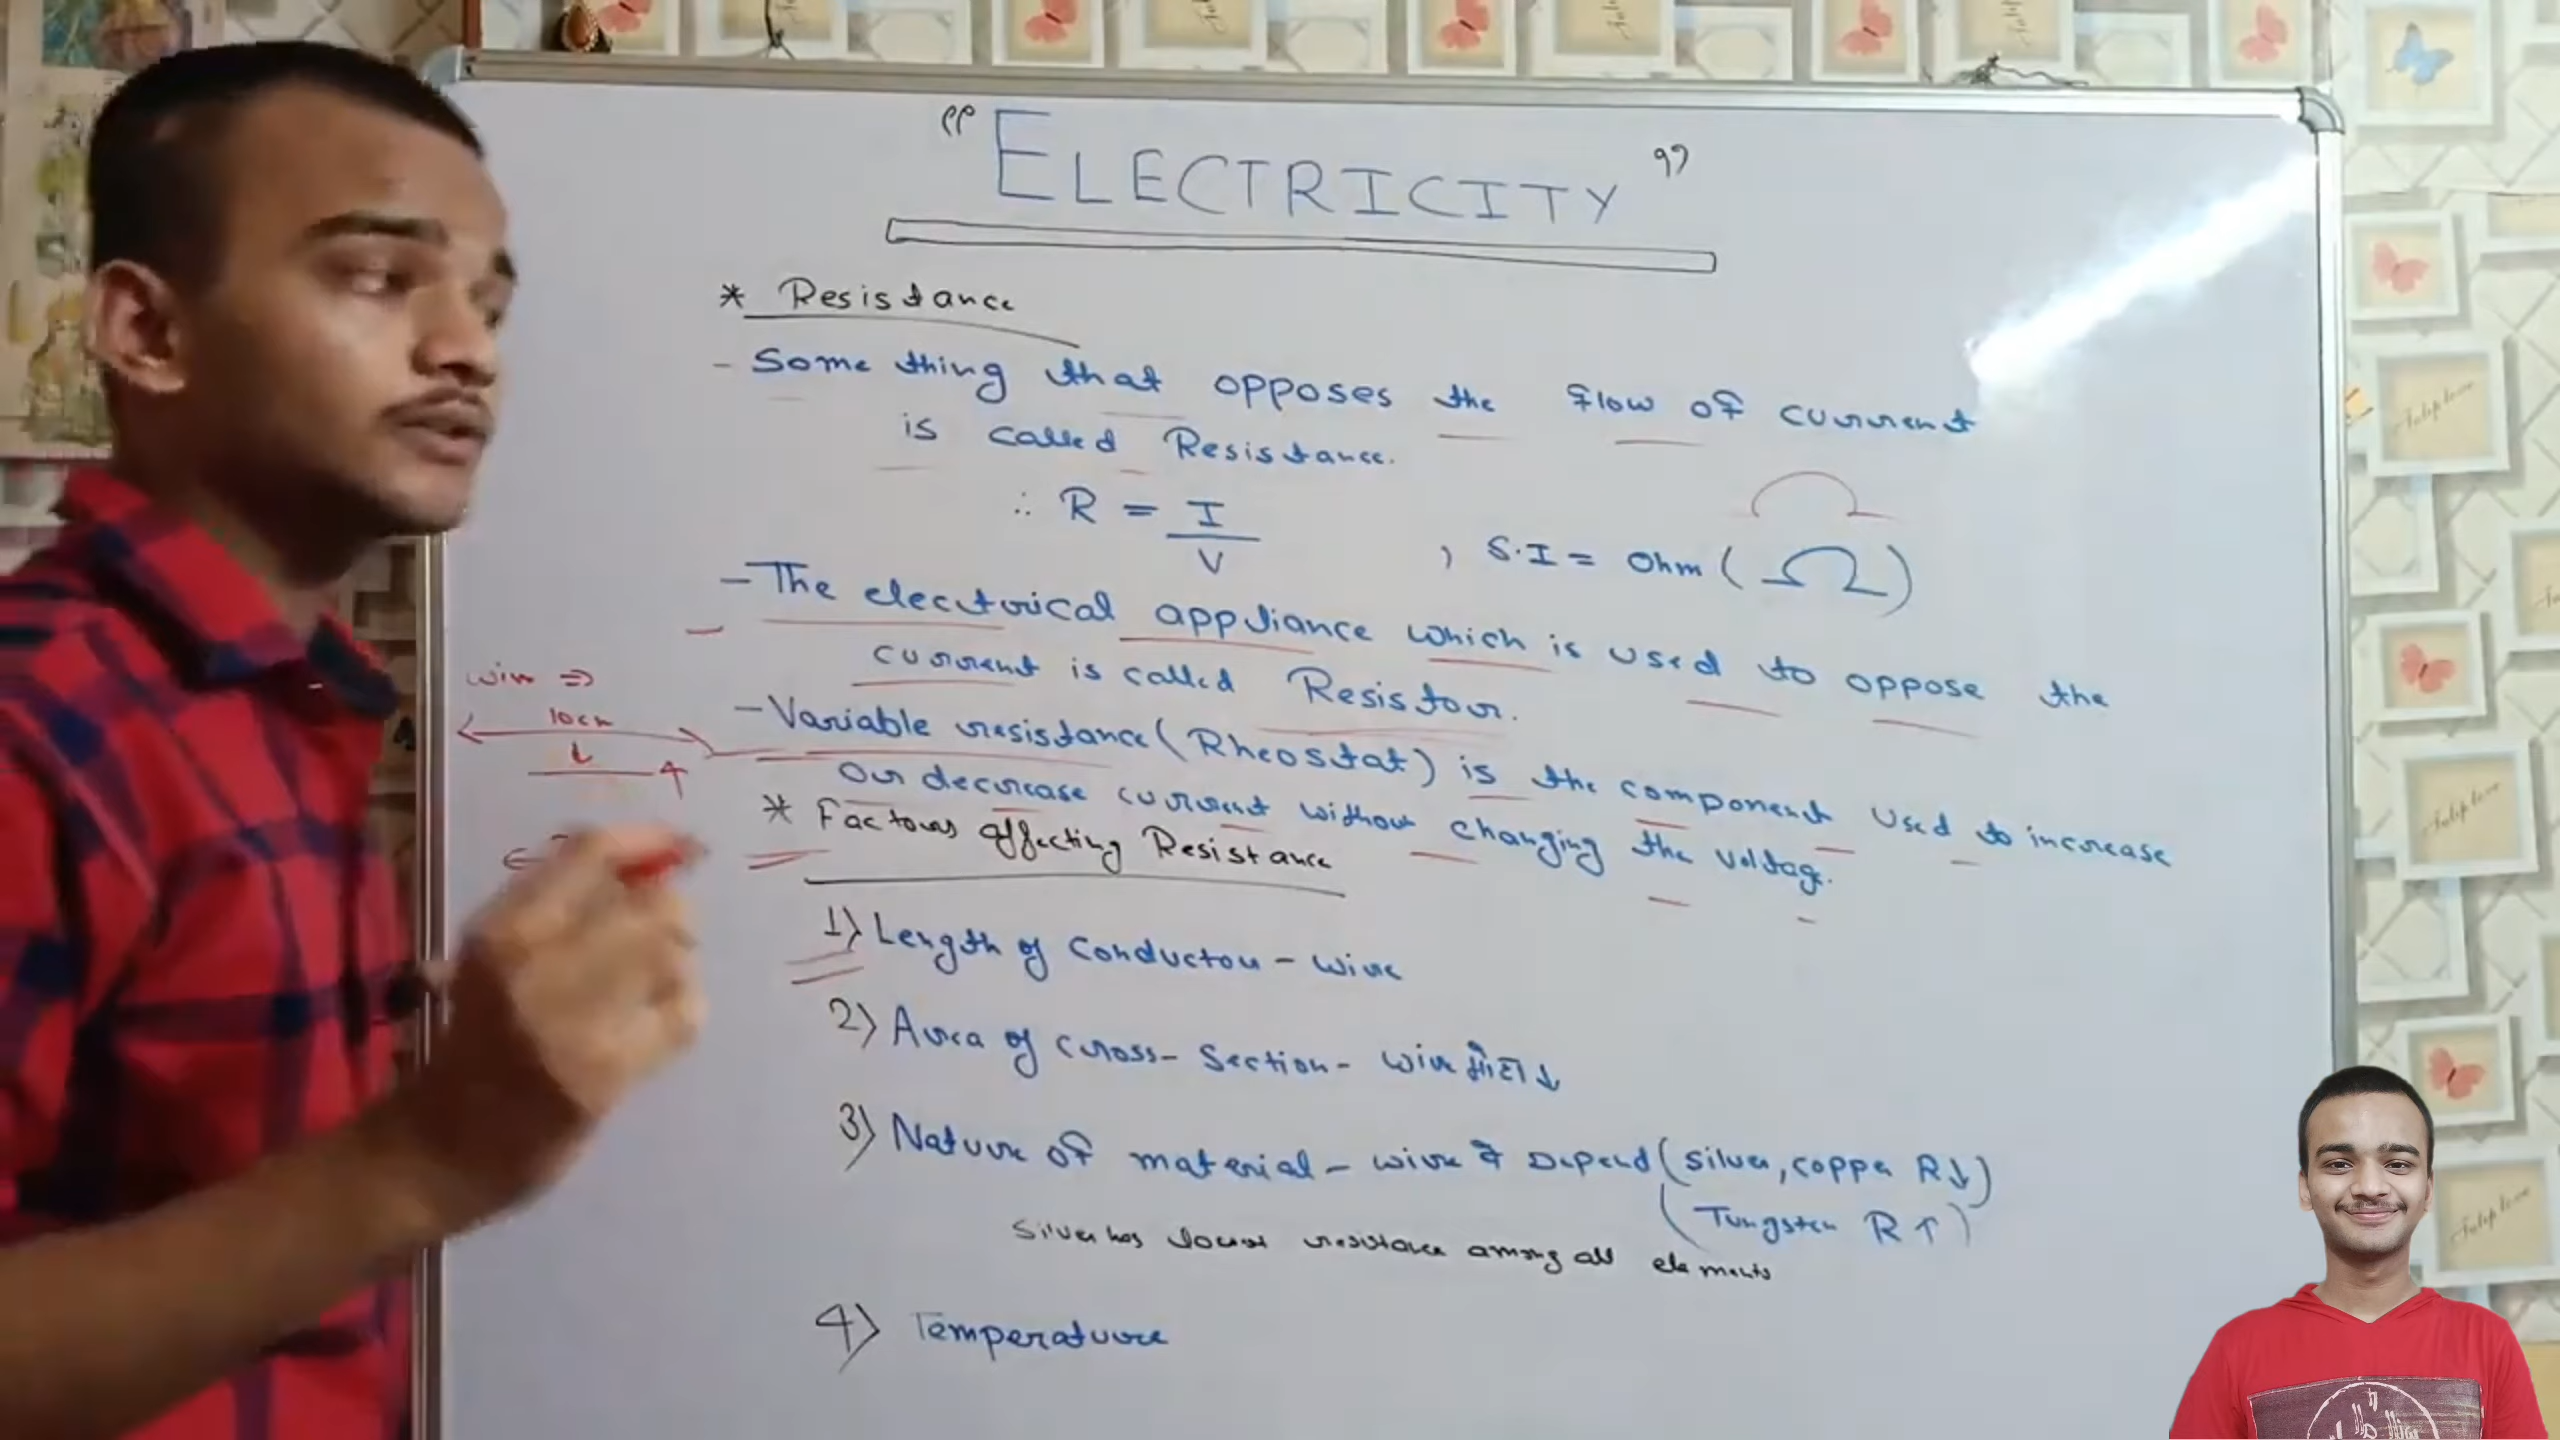 “ ELECTRICITY ”
* Resistance
- Some thing that opposes the flow of current
is called Resistance.
∴ R = I / V , S.I = Ohm (Ω)
- The electrical appliance which is used to oppose the
current is called Resistor.
- Variable resistance (Rheostat) is the component used to increase
or decrease current without changing the voltag.
wire ⇒
10cm
l
* Factors affecting Resistance
1) Length of Conductor - Wire
2) Area of cross-Section - wire मोटा ↓
3) Nature of material - wire Depend (Silver, Copper R↓)
(Tungsten R↑)
Silver has lowest resistance among all elements
4) Temperature